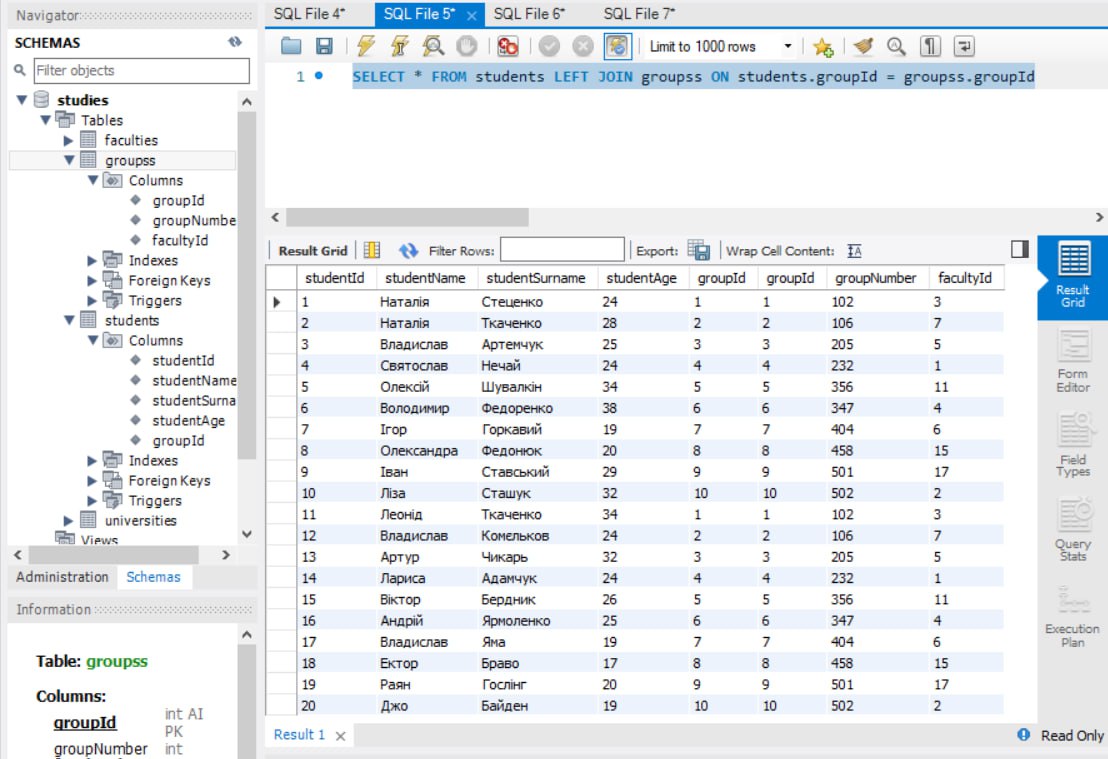 Navigator
SCHEMAS
Filter objects
studies
Tables
faculties
groupss
Columns
groupId
groupNumbe
facultyId
Indexes
Foreign Keys
Triggers
students
Columns
studentId
studentName
studentSurna
studentAge
groupId
Indexes
Foreign Keys
Triggers
universities
Views
Administration Schemas
Information
Table: groupss
Columns:
groupId int AI PK
groupNumber int
SQL File 4* SQL File 5* SQL File 6* SQL File 7*
Limit to 1000 rows
1 SELECT * FROM students LEFT JOIN groupss ON students.groupId = groupss.groupId
Result Grid Filter Rows: Export: Wrap Cell Content: IA
studentId studentName studentSurname studentAge groupId groupId groupNumber facultyId
1 Наталія Стеценко 24 1 1 102 3
2 Наталія Ткаченко 28 2 2 106 7
3 Владислав Артемчук 25 3 3 205 5
4 Святослав Нечай 24 4 4 232 1
5 Олексій Шувалкін 34 5 5 356 11
6 Володимир Федоренко 38 6 6 347 4
7 Ігор Горкавий 19 7 7 404 6
8 Олександра Федонюк 20 8 8 458 15
9 Іван Ставський 29 9 9 501 17
10 Ліза Сташук 32 10 10 502 2
11 Леонід Ткаченко 34 1 1 102 3
12 Владислав Комельков 24 2 2 106 7
13 Артур Чикарь 32 3 3 205 5
14 Лариса Адамчук 24 4 4 232 1
15 Віктор Бердник 26 5 5 356 11
16 Андрій Ярмоленко 25 6 6 347 4
17 Владислав Яма 19 7 7 404 6
18 Ектор Браво 17 8 8 458 15
19 Раян Гослінг 20 9 9 501 17
20 Джо Байден 19 10 10 502 2
Result Grid
Form Editor
Field Types
Query Stats
Execution Plan
Result 1
Read Only